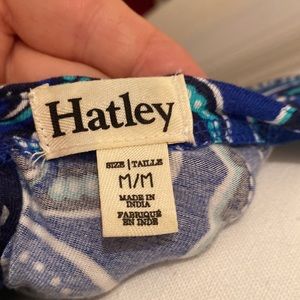 Hatley
SIZE | TAILLE
M/M
MADE IN
INDIA
FABRIQUÉ
EN INDE